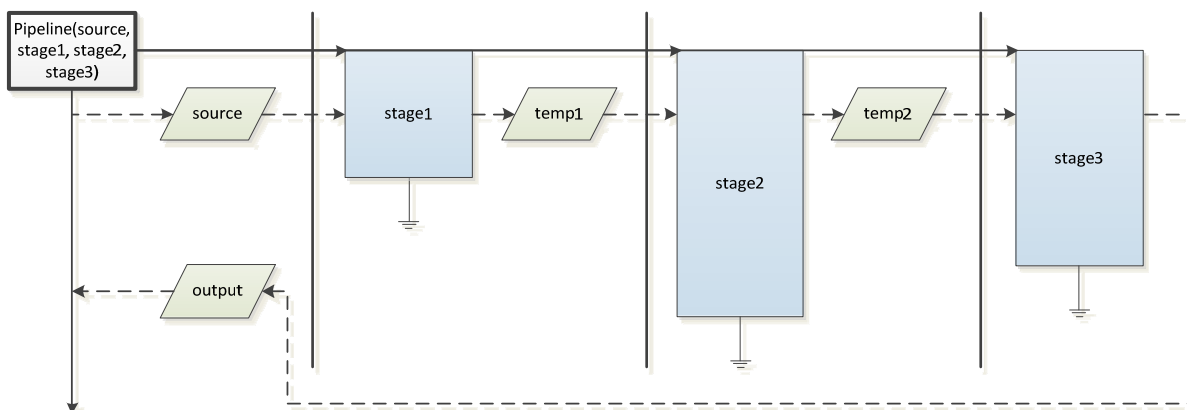 Pipeline(source,
stage1, stage2,
stage3)
source
stage1
temp1
stage2
temp2
stage3
output